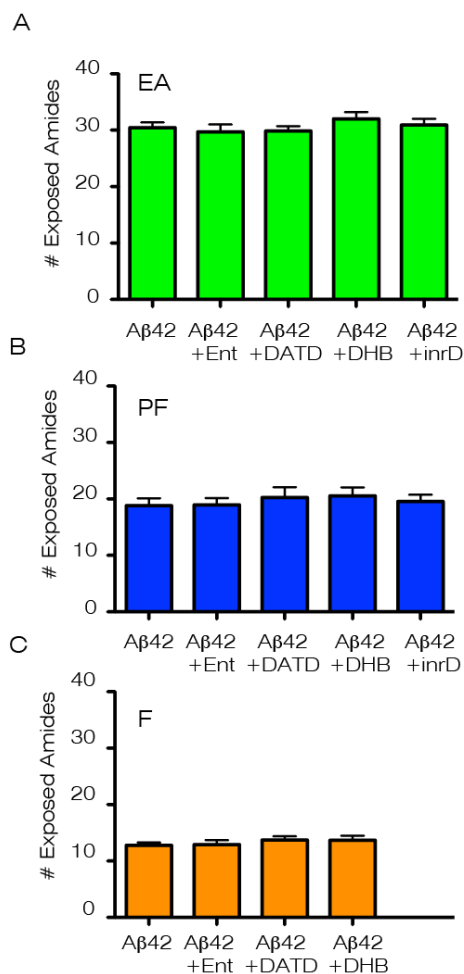 A
# Exposed Amides
EA
40
30
20
10
0
Aβ42 Aβ42 Aβ42 Aβ42 Aβ42
+Ent +DATD +DHB +inrD
B
# Exposed Amides
PF
40
30
20
10
0
Aβ42 Aβ42 Aβ42 Aβ42 Aβ42
+Ent +DATD +DHB +inrD
C
# Exposed Amides
F
40
30
20
10
0
Aβ42 Aβ42 Aβ42 Aβ42
+Ent +DATD +DHB